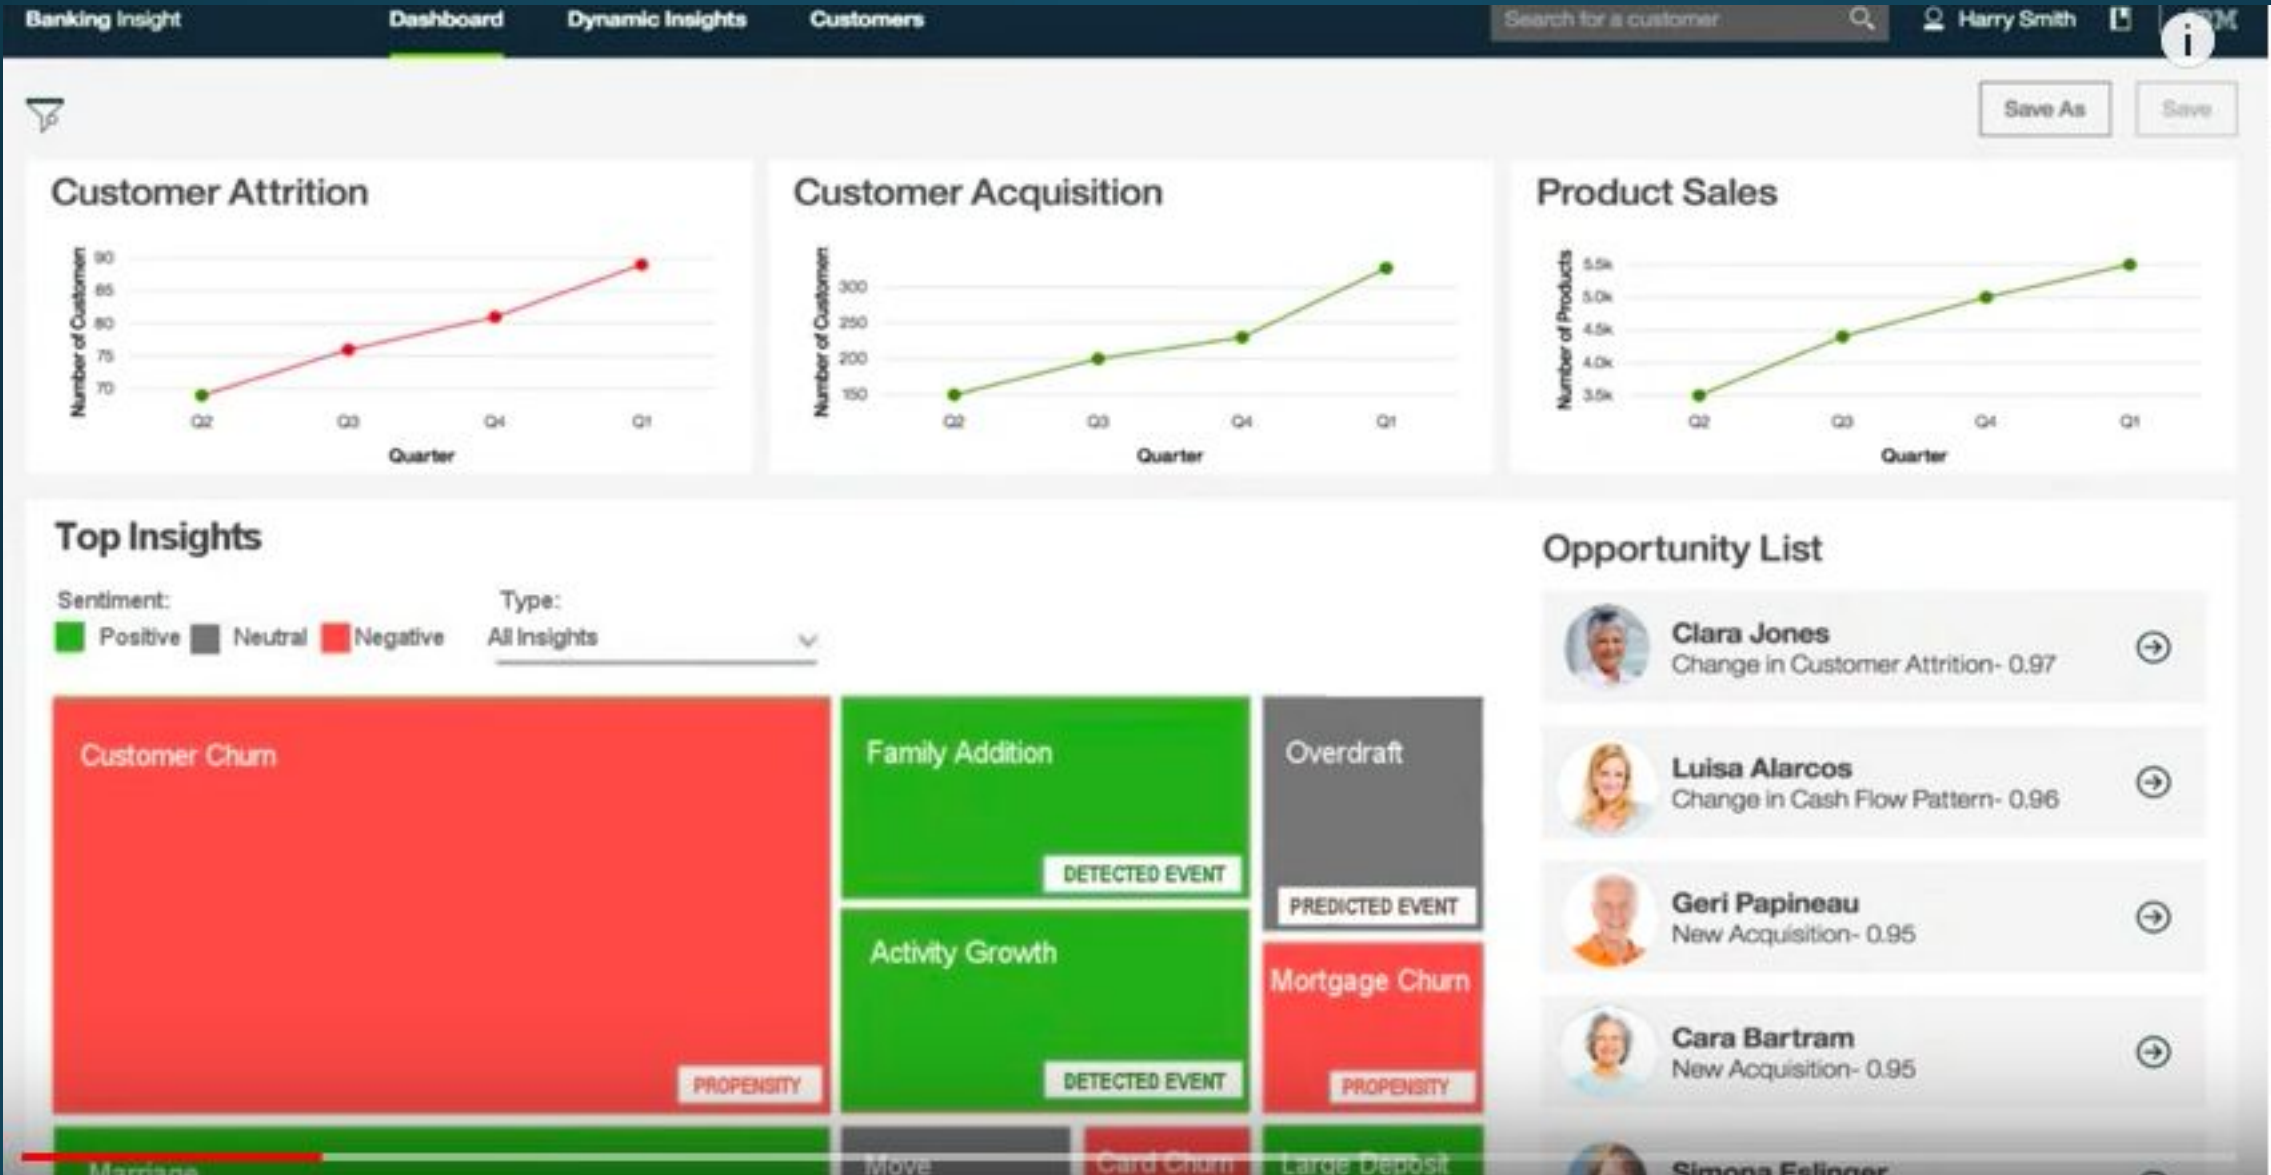 Banking Insight
Dashboard
Dynamic Insights
Customers
Search for a customer
Harry Smith
i
Save As
Save
Customer Attrition
Number of Customers
90
85
80
75
70
Q2 Q3 Q4 Q1
Quarter
Customer Acquisition
Number of Customers
300
250
200
150
Q2 Q3 Q4 Q1
Quarter
Product Sales
Number of Products
5.5k
5.0k
4.5k
4.0k
3.5k
Q2 Q3 Q4 Q1
Quarter
Top Insights
Sentiment:
Positive
Neutral
Negative
Type:
All Insights
Customer Churn
PROPENSITY
Family Addition
DETECTED EVENT
Overdraft
PREDICTED EVENT
Activity Growth
DETECTED EVENT
Mortgage Churn
PROPENSITY
Marriage
Move
Card Churn
Large Deposit
Opportunity List
Clara Jones
Change in Customer Attrition- 0.97
Luisa Alarcos
Change in Cash Flow Pattern- 0.96
Geri Papineau
New Acquisition- 0.95
Cara Bartram
New Acquisition- 0.95
Simona Eslinger